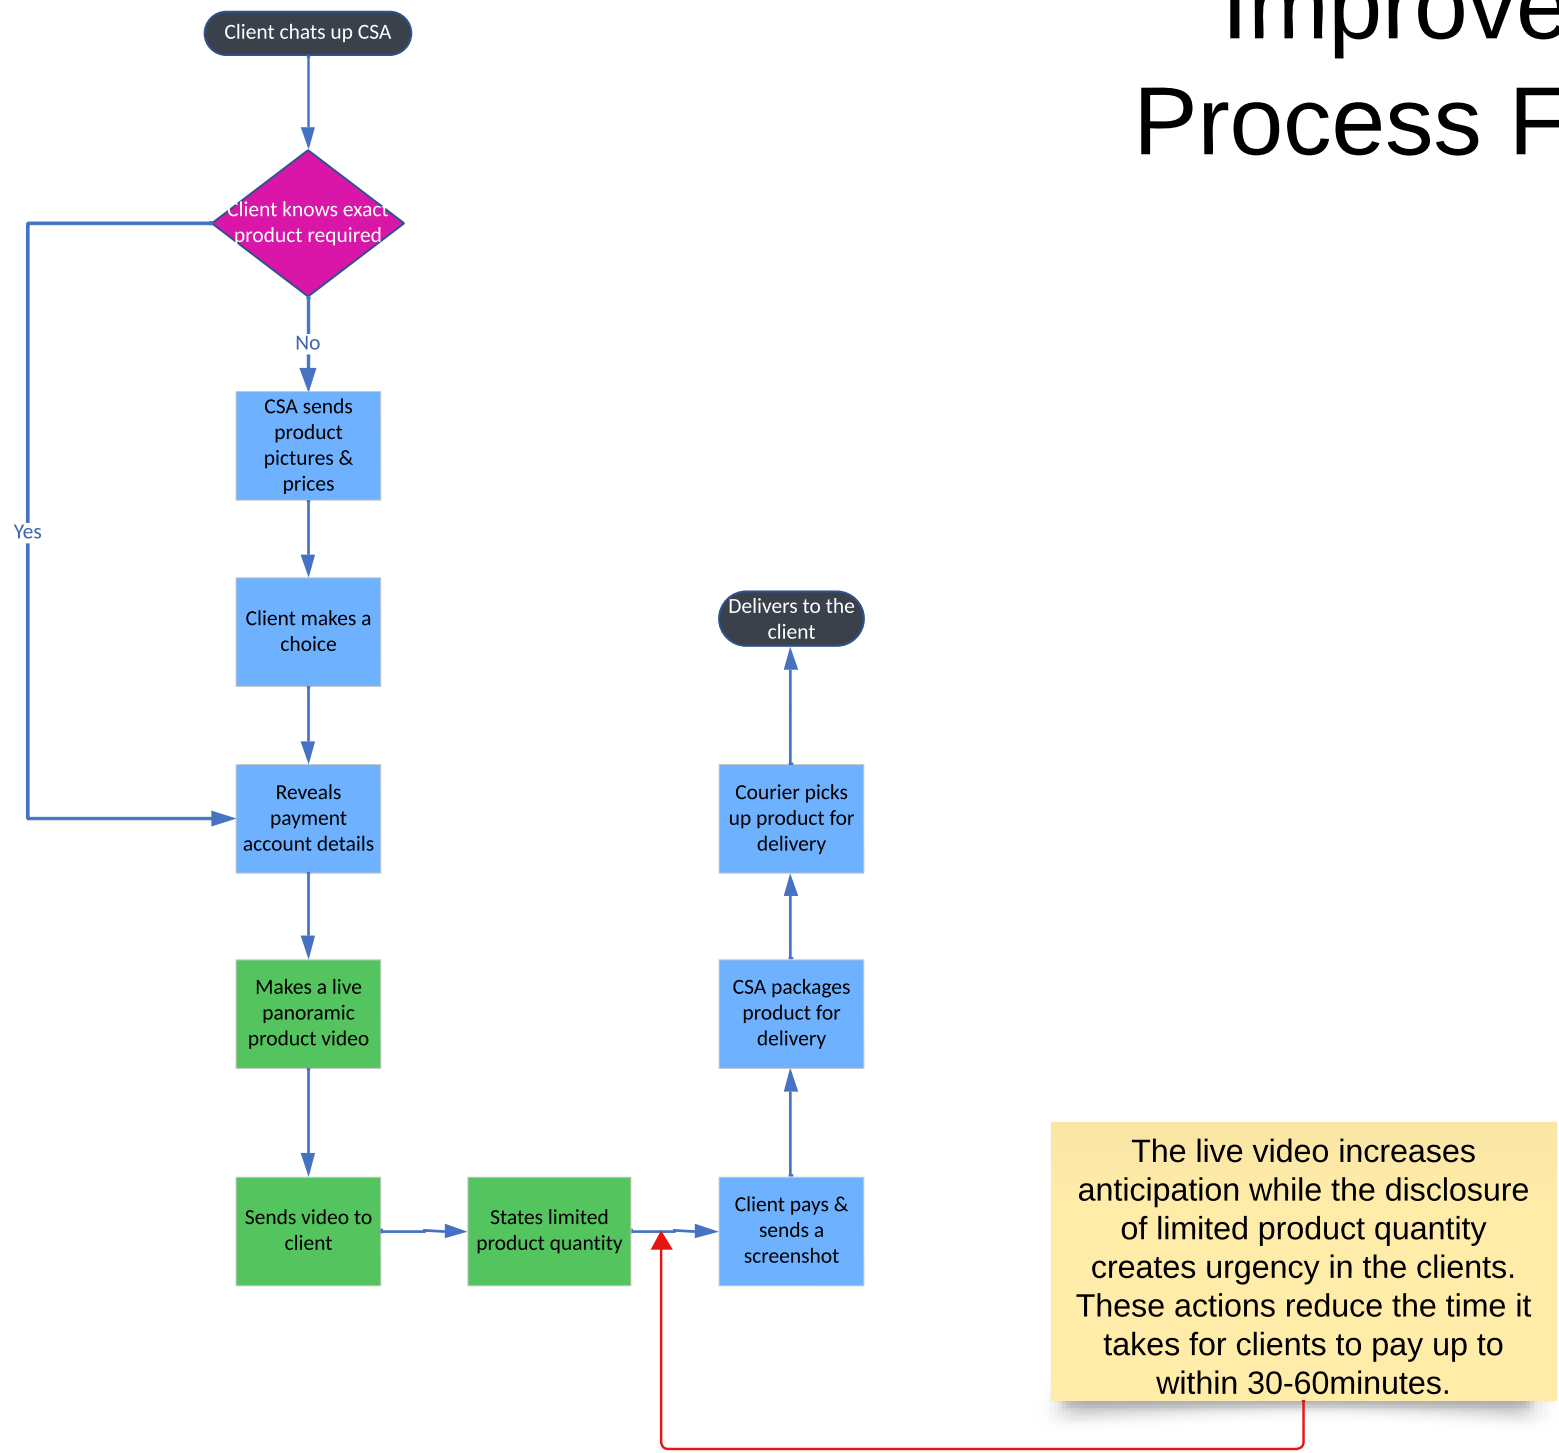 Improve
Process F
Client chats up CSA
Client knows exact
product required
No
Yes
CSA sends
product
pictures &
prices
Client makes a
choice
Reveals
payment
account details
Makes a live
panoramic
product video
Sends video to
client
States limited
product quantity
Client pays &
sends a
screenshot
CSA packages
product for
delivery
Courier picks
up product for
delivery
Delivers to the
client
The live video increases
anticipation while the disclosure
of limited product quantity
creates urgency in the clients.
These actions reduce the time it
takes for clients to pay up to
within 30-60minutes.